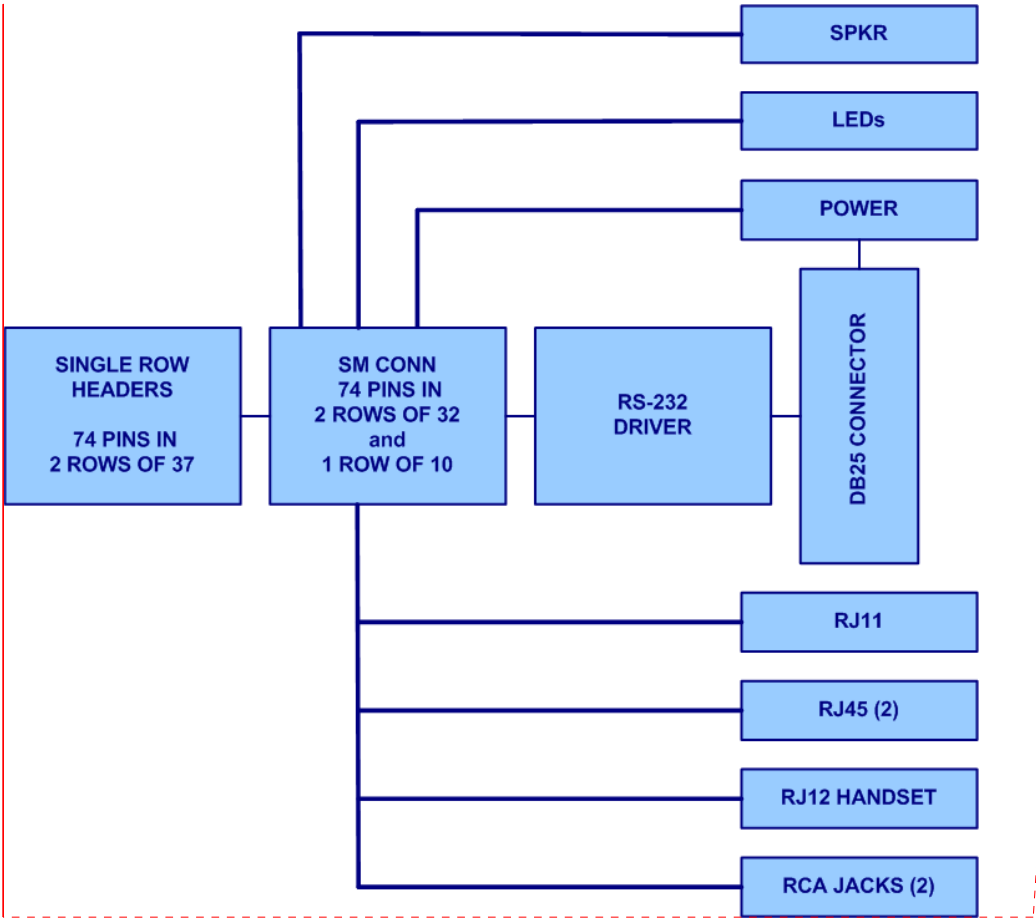 SPKR
LEDs
POWER
SINGLE ROW
HEADERS
74 PINS IN
2 ROWS OF 37
SM CONN
74 PINS IN
2 ROWS OF 32
and
1 ROW OF 10
RS-232
DRIVER
DB25 CONNECTOR
RJ11
RJ45 (2)
RJ12 HANDSET
RCA JACKS (2)